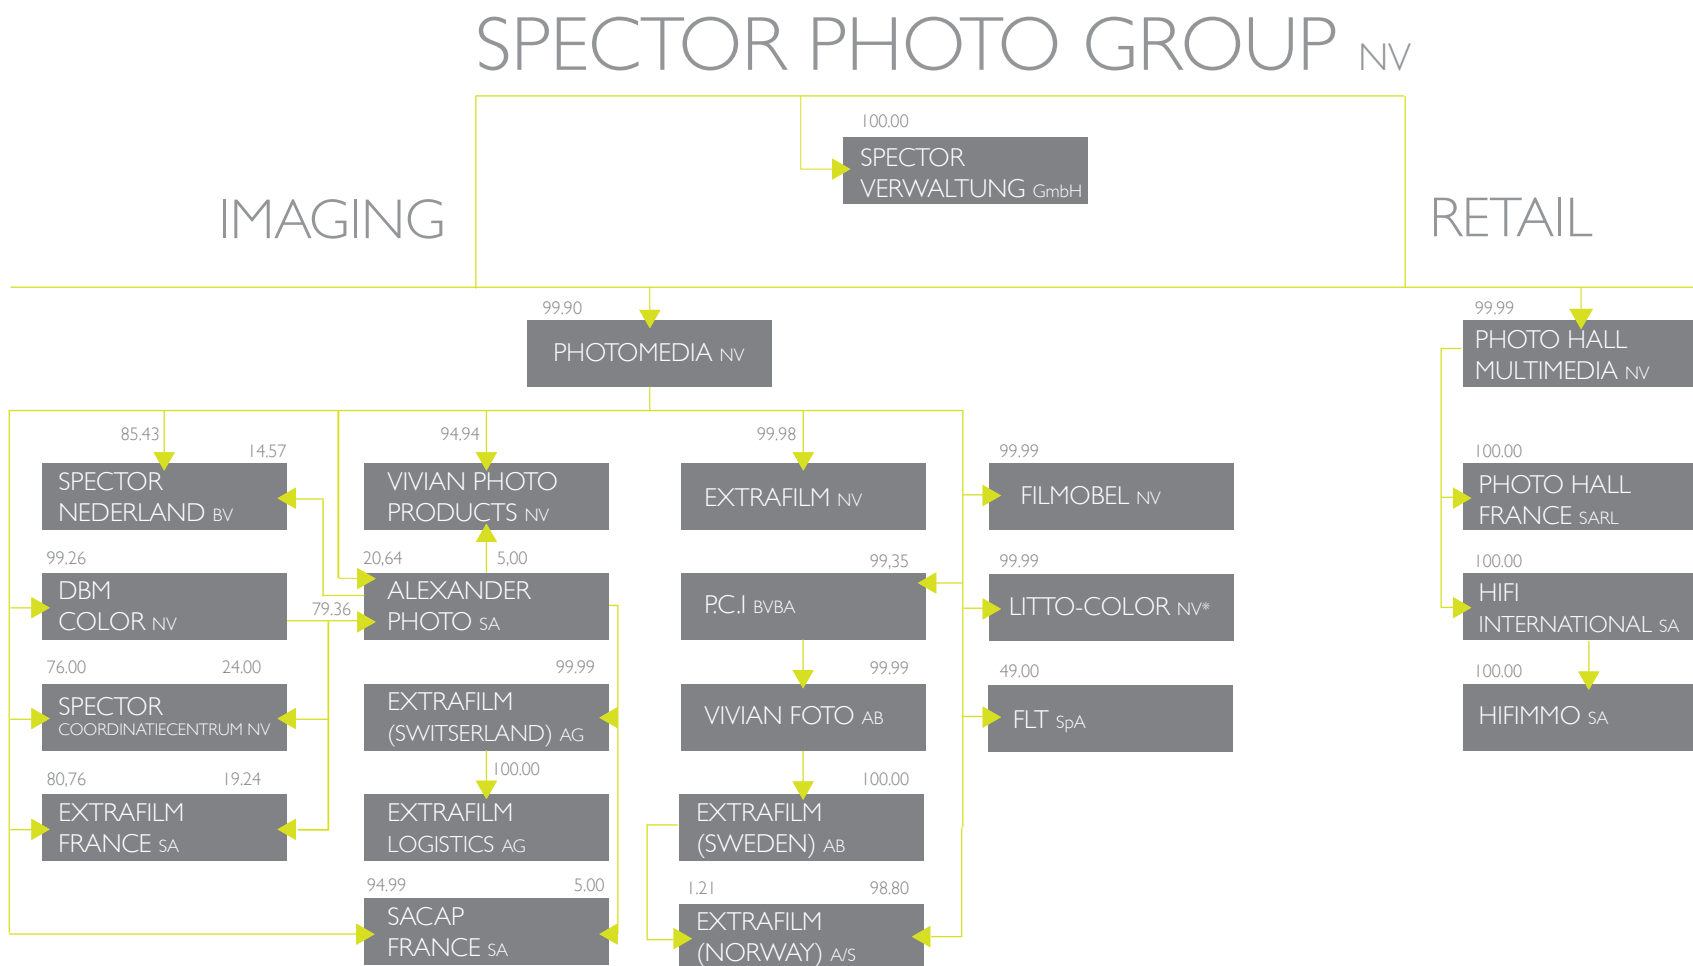 SPECTOR PHOTO GROUP NV
100.00
SPECTOR
VERWALTUNG GmbH
IMAGING
RETAIL
99.90
PHOTOMEDIA NV
99.99
PHOTO HALL
MULTIMEDIA NV
85.43
14.57
SPECTOR
NEDERLAND BV
94.94
VIVIAN PHOTO
PRODUCTS NV
99.98
EXTRAFILM NV
99.99
FILMOBEL NV
100.00
PHOTO HALL
FRANCE SARL
99.26
DBM
COLOR NV
79.36
20,64
5,00
ALEXANDER
PHOTO SA
99,35
P.C.I BVBA
99.99
LITTO-COLOR NV*
100.00
HIFI
INTERNATIONAL SA
76.00
24.00
SPECTOR
COORDINATIECENTRUM NV
99.99
EXTRAFILM
(SWITSERLAND) AG
99.99
VIVIAN FOTO AB
49.00
FLT SpA
100.00
HIFIMMO SA
80,76
19.24
EXTRAFILM
FRANCE SA
100.00
EXTRAFILM
LOGISTICS AG
100.00
EXTRAFILM
(SWEDEN) AB
94.99
5.00
SACAP
FRANCE SA
1.21
98.80
EXTRAFILM
(NORWAY) A/S